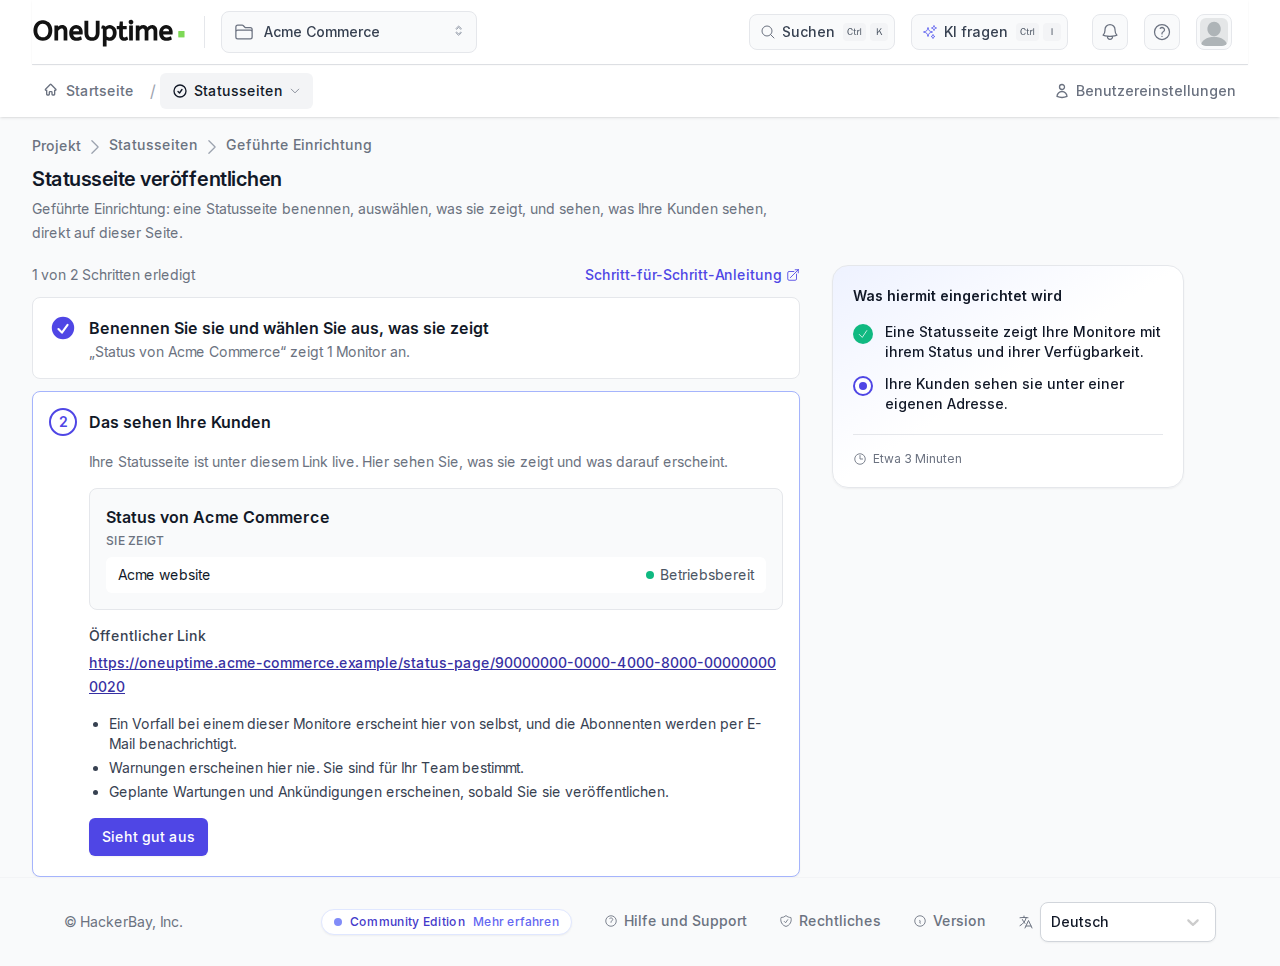 OneUptime
Acme Commerce
Suchen Ctrl K
KI fragen Ctrl I
Startseite / Statusseiten
Benutzereinstellungen
Projekt
Statusseiten
Geführte Einrichtung
Statusseite veröffentlichen
Geführte Einrichtung: eine Statusseite benennen, auswählen, was sie zeigt, und sehen, was Ihre Kunden sehen,
direkt auf dieser Seite.
1 von 2 Schritten erledigt
Schritt-für-Schritt-Anleitung
Benennen Sie sie und wählen Sie aus, was sie zeigt
„Status von Acme Commerce“ zeigt 1 Monitor an.
2 Das sehen Ihre Kunden
Ihre Statusseite ist unter diesem Link live. Hier sehen Sie, was sie zeigt und was darauf erscheint.
Status von Acme Commerce
SIE ZEIGT
Acme website
Betriebsbereit
Öffentlicher Link
https://oneuptime.acme-commerce.example/status-page/90000000-0000-4000-8000-00000000
0020
Ein Vorfall bei einem dieser Monitore erscheint hier von selbst, und die Abonnenten werden per E-
Mail benachrichtigt.
Warnungen erscheinen hier nie. Sie sind für Ihr Team bestimmt.
Geplante Wartungen und Ankündigungen erscheinen, sobald Sie sie veröffentlichen.
Sieht gut aus
Was hiermit eingerichtet wird
Eine Statusseite zeigt Ihre Monitore mit
ihrem Status und ihrer Verfügbarkeit.
Ihre Kunden sehen sie unter einer
eigenen Adresse.
Etwa 3 Minuten
© HackerBay, Inc.
Community Edition Mehr erfahren
Hilfe und Support
Rechtliches
Version
Deutsch